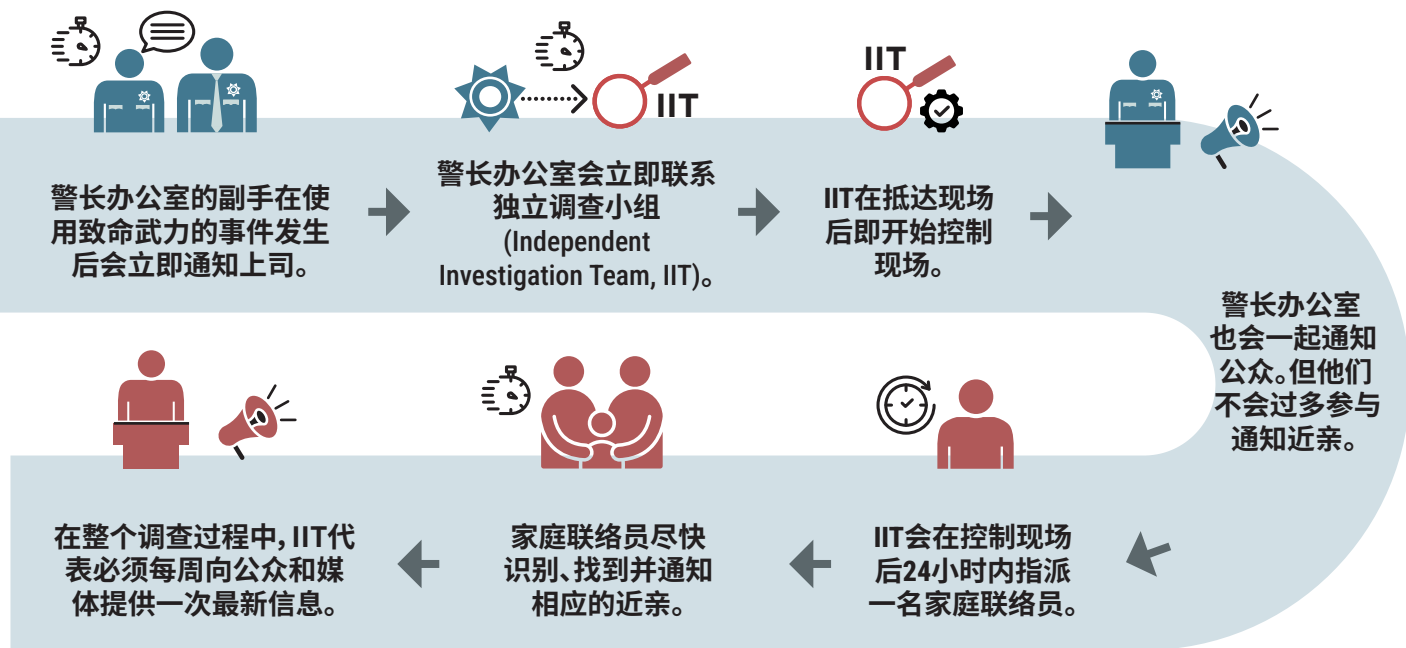 IIT
IIT
警长办公室的副手在使
用致命武力的事件发生
后会立即通知上司。
警长办公室会立即联系
独立调查小组
(Independent
Investigation Team, IIT)。
IIT在抵达现场
后即开始控制
现场。
警长办公室
也会一起通知
公众。但他们
不会过多参与
通知近亲。
IIT会在控制现场
后24小时内指派
一名家庭联络员。
家庭联络员尽快
识别、找到并通知
相应的近亲。
在整个调查过程中，IIT代
表必须每周向公众和媒
体提供一次最新信息。